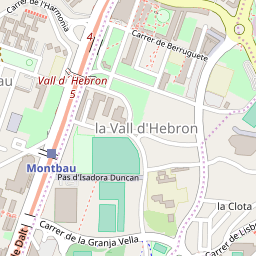 Carrer de l'Harmonia
Carrer de Berruguete
4
Vall d'Hebron
au
5
la Vall d'Hebron
Montbau
Pas d'Isadora Duncan
la Clota
Carrer de la Granja Vella
Carrer de Lisbo
de Dalt